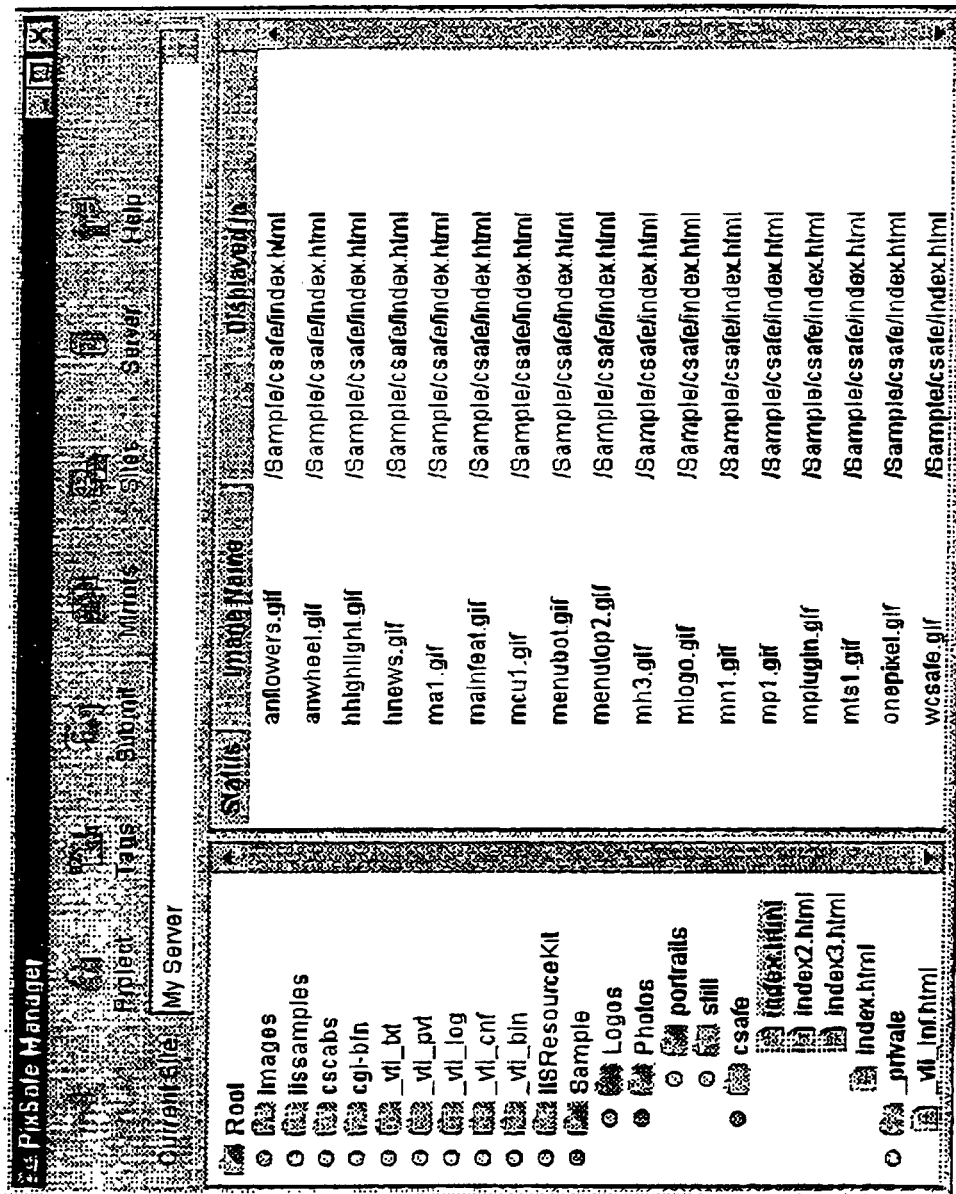 PixSafe Manager
Project Tags Submit Mirrors Sites Server Help
Current Site: My Server
Root
Images
iissamples
cscabs
cgi-bin
_vti_txt
_vti_pvt
_vti_log
_vti_cnf
_vti_bin
IISResourceKit
Sample
Logos
Photos
portraits
still
csafe
index.html
index2.html
index3.html
index.html
_private
_vti_inf.html
Status Image Name Displayed In
anflowers.gif /Sample/csafe/index.html
anwheel.gif /Sample/csafe/index.html
hhighlight.gif /Sample/csafe/index.html
hnews.gif /Sample/csafe/index.html
ma1.gif /Sample/csafe/index.html
mainfeat.gif /Sample/csafe/index.html
mcu1.gif /Sample/csafe/index.html
menubot.gif /Sample/csafe/index.html
menutop2.gif /Sample/csafe/index.html
mh3.gif /Sample/csafe/index.html
mlogo.gif /Sample/csafe/index.html
mn1.gif /Sample/csafe/index.html
mp1.gif /Sample/csafe/index.html
mplugin.gif /Sample/csafe/index.html
mts1.gif /Sample/csafe/index.html
onepixel.gif /Sample/csafe/index.html
wcsafe.gif /Sample/csafe/index.html